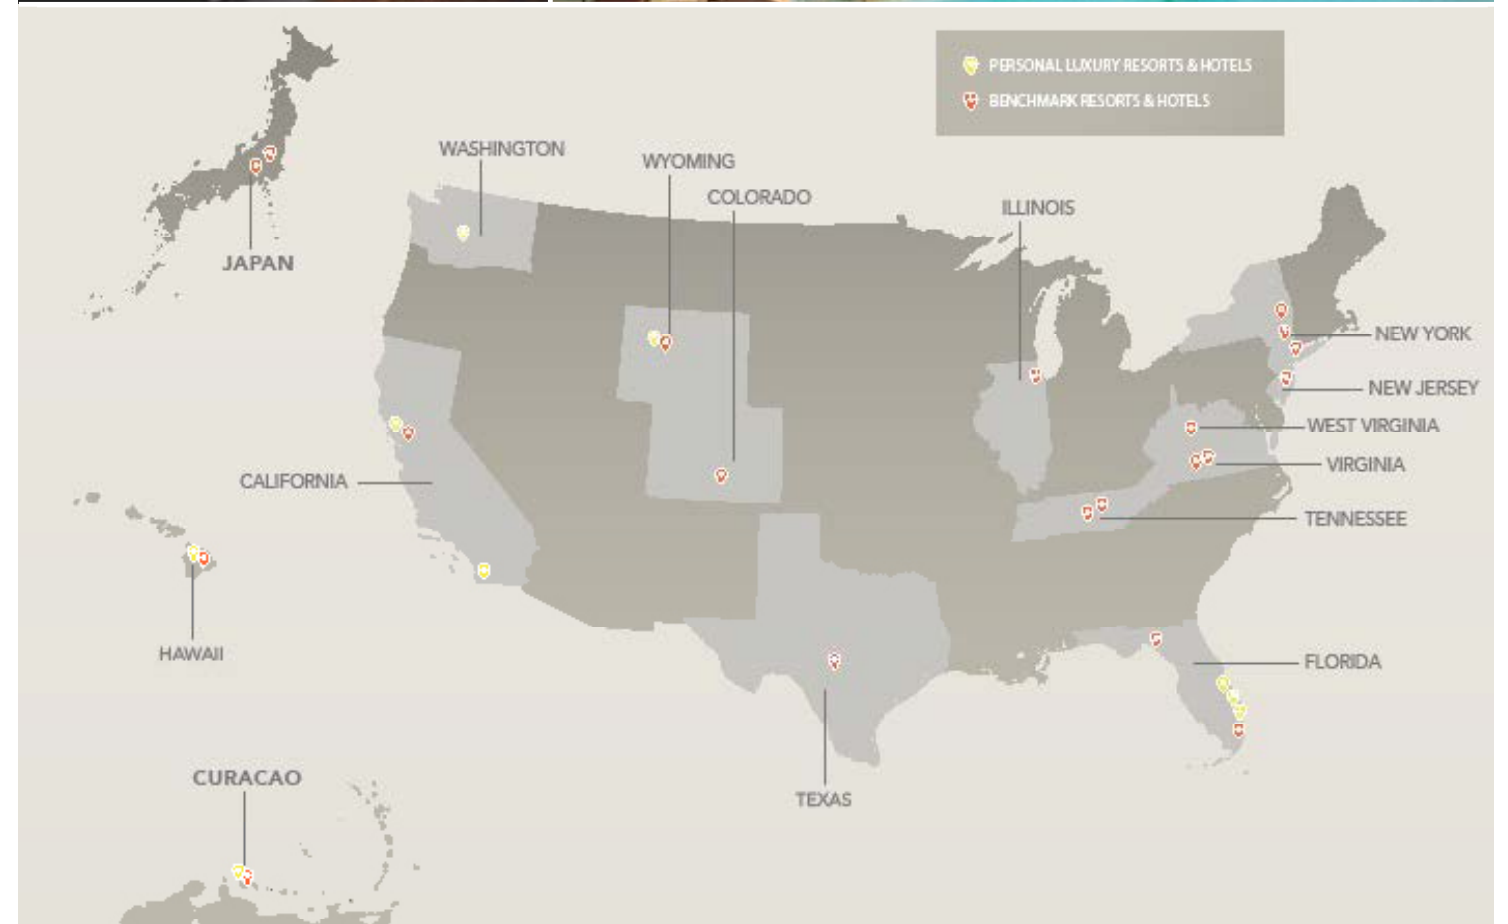 PERSONAL LUXURY RESORTS & HOTELS
BENCHMARK RESORTS & HOTELS
WASHINGTON
WYOMING
COLORADO
ILLINOIS
JAPAN
NEW YORK
NEW JERSEY
WEST VIRGINIA
VIRGINIA
CALIFORNIA
TENNESSEE
HAWAII
FLORIDA
CURACAO
TEXAS